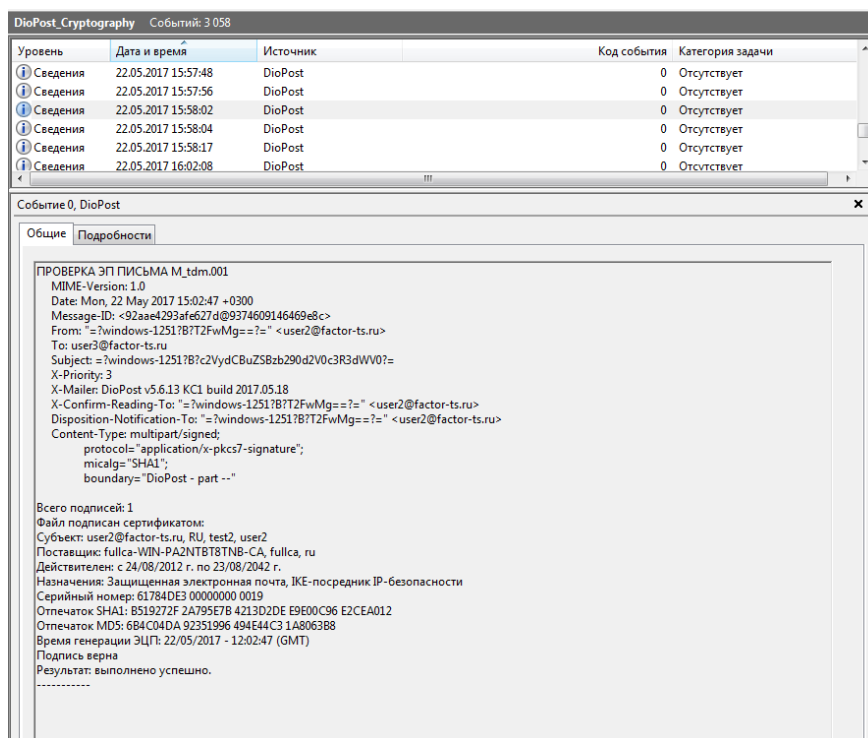 DioPost_Cryptography Событий: 3 058
Уровень Дата и время Источник Код события Категория задачи
Сведения 22.05.2017 15:57:48 DioPost 0 Отсутствует
Сведения 22.05.2017 15:57:56 DioPost 0 Отсутствует
Сведения 22.05.2017 15:58:02 DioPost 0 Отсутствует
Сведения 22.05.2017 15:58:04 DioPost 0 Отсутствует
Сведения 22.05.2017 15:58:17 DioPost 0 Отсутствует
Сведения 22.05.2017 16:02:08 DioPost 0 Отсутствует
Событие 0, DioPost
Общие Подробности
ПРОВЕРКА ЭП ПИСЬМА M_tdm.001
MIME-Version: 1.0
Date: Mon, 22 May 2017 15:02:47 +0300
Message-ID: <92aae4293afe627d@9374609146469e8c>
From: "=?windows-1251?B?T2FwMg==?=" <user2@factor-ts.ru>
To: user3@factor-ts.ru
Subject: =?windows-1251?B?c2VydCBuZSBzb290d2V0c3R3dWV0?=
X-Priority: 3
X-Mailer: DioPost v5.6.13 KC1 build 2017.05.18
X-Confirm-Reading-To: "=?windows-1251?B?T2FwMg==?=" <user2@factor-ts.ru>
Disposition-Notification-To: "=?windows-1251?B?T2FwMg==?=" <user2@factor-ts.ru>
Content-Type: multipart/signed;
protocol="application/x-pkcs7-signature";
micalg="SHA1";
boundary="DioPost - part --"
Всего подписей: 1
Файл подписан сертификатом:
Субъект: user2@factor-ts.ru, RU, test2, user2
Поставщик: fullca-WIN-PA2NTBT8TNB-CA, fullca, ru
Действителен: с 24/08/2012 г. по 23/08/2042 г.
Назначения: Защищенная электронная почта, IKE-посредник IP-безопасности
Серийный номер: 61784DE3 00000000 0019
Отпечаток SHA1: B519272F 2A795E7B 4213D2DE E9E00C96 E2CEA012
Отпечаток MD5: 6B4C04DA 92351996 494E44C3 1A8063B8
Время генерации ЭЦП: 22/05/2017 - 12:02:47 (GMT)
Подпись верна
Результат: выполнено успешно.
-----------